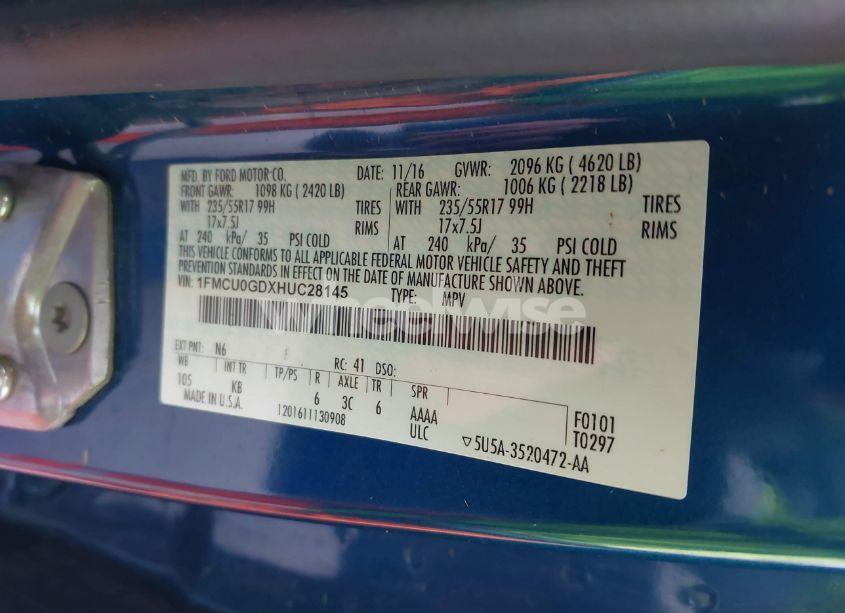 MFD. BY FORD MOTOR-CO. DATE: 11/16 GVWR: 2096 KG ( 4620 LB)
FRONT GAWR: 1098 KG ( 2420 LB) REAR GAWR: 1006 KG ( 2218 LB)
WITH 235/55R17 99H TIRES WITH 235/55R17 99H TIRES
17x7.5J RIMS 17x7.5J RIMS
AT 240 kPa/ 35 PSI COLD AT 240 kPa/ 35 PSI COLD
THIS VEHICLE CONFORMS TO ALL APPLICABLE FEDERAL MOTOR VEHICLE SAFETY AND THEFT
PREVENTION STANDARDS IN EFFECT ON THE DATE OF MANUFACTURE SHOWN ABOVE.
VIN: 1FMCU0GDXHUC28145 TYPE: MPV
wheelwise
EXT PNT: N6 RC: 41 DSO:
WB INT TR TP/PS R AXLE TR SPR
105 KB 6 3C 6 AAAA
MADE IN U.S.A. 1201611130908 ULC
F0101
T0297
▽5U5A-3520472-AA